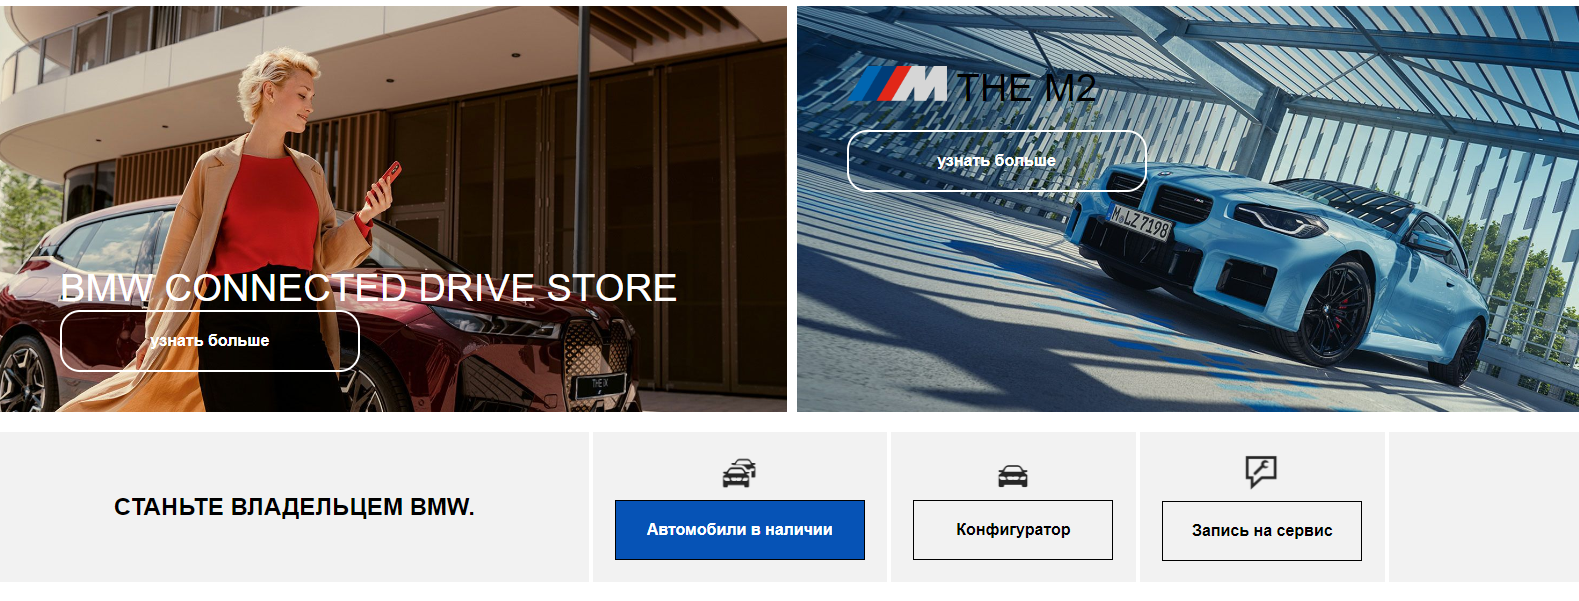 BMW CONNECTED DRIVE STORE
узнать больше
THE iX
M THE M2
узнать больше
M LZ 7198
СТАНЬТЕ ВЛАДЕЛЬЦЕМ BMW.
Автомобили в наличии
Конфигуратор
Запись на сервис